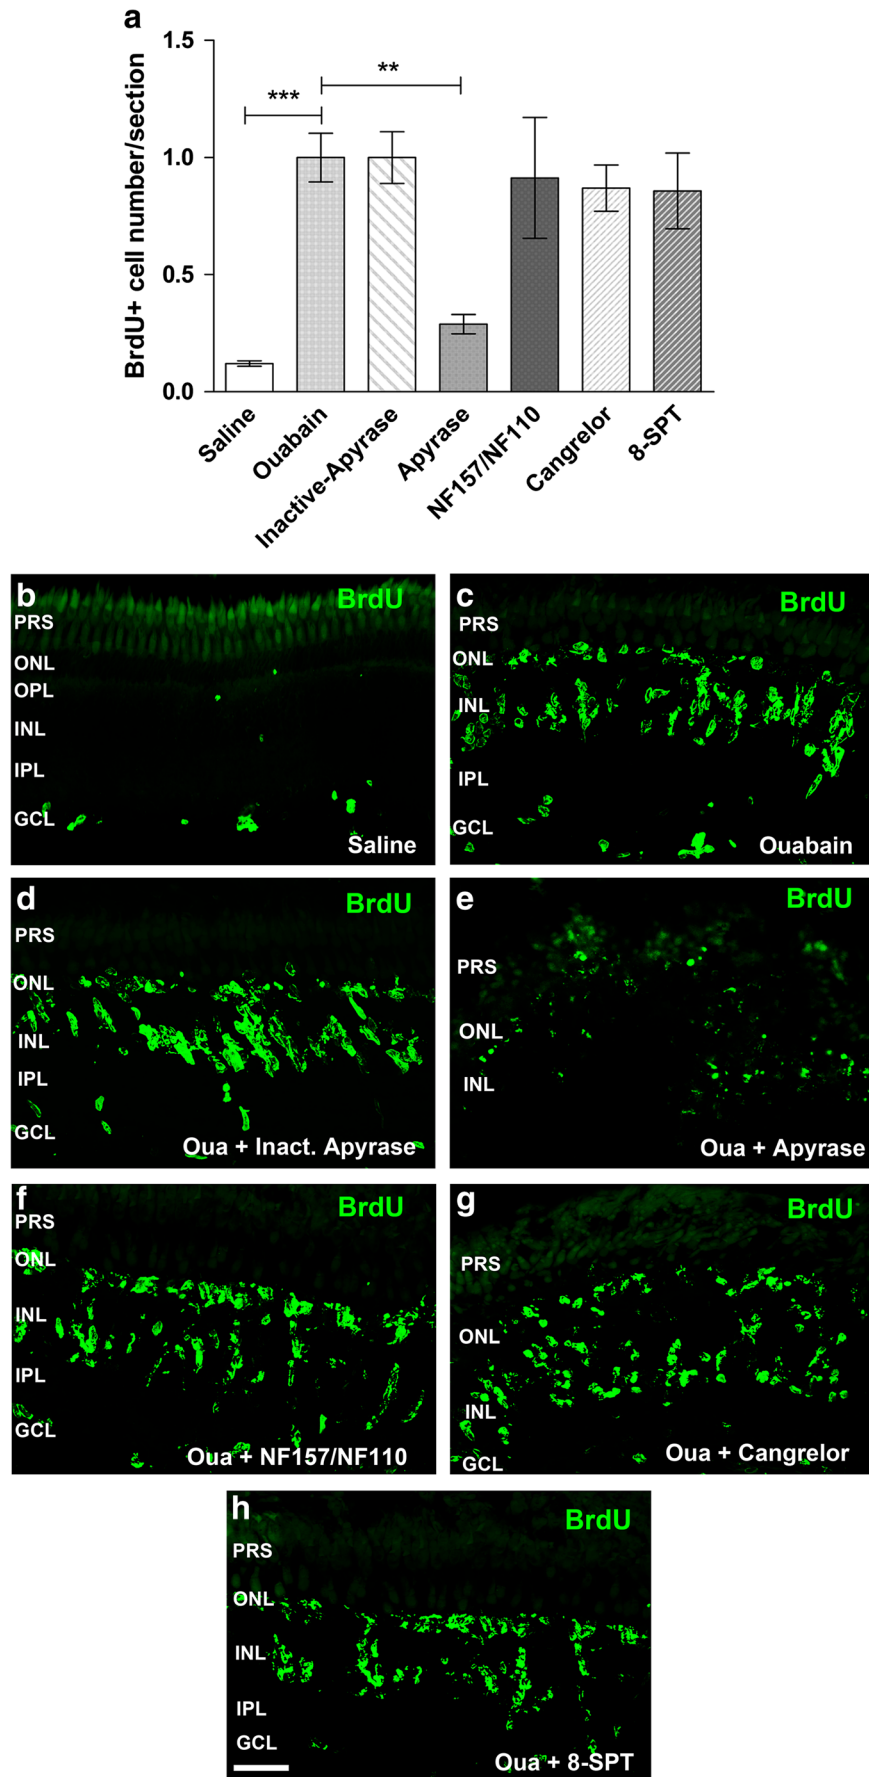 a
BrdU+ cell number/section
1.5
1.0
0.5
0.0
***
**
Saline
Ouabain
Inactive-Apyrase
Apyrase
NF157/NF110
Cangrelor
8-SPT
b
BrdU
PRS
ONL
OPL
INL
IPL
GCL
Saline
c
BrdU
PRS
ONL
INL
IPL
GCL
Ouabain
d
BrdU
PRS
ONL
INL
IPL
GCL
Oua + Inact. Apyrase
e
BrdU
PRS
ONL
INL
Oua + Apyrase
f
BrdU
PRS
ONL
INL
IPL
GCL
Oua + NF157/NF110
g
BrdU
PRS
ONL
INL
GCL
Oua + Cangrelor
h
BrdU
PRS
ONL
INL
IPL
GCL
Oua + 8-SPT